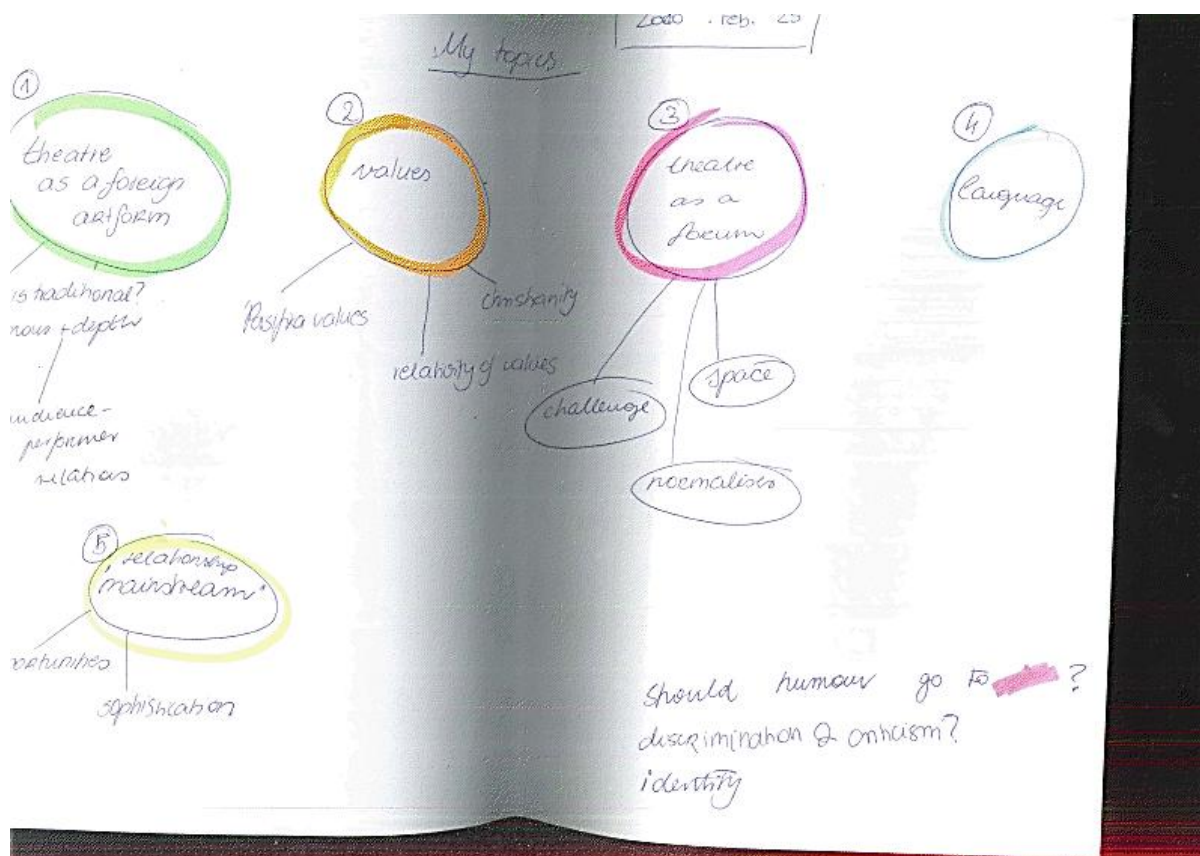 2020 . Feb. 25
My topics
1
theatre
as a foreign
artform
is traditional?
+ depth
audience -
performer
relations
2
values
Pasifika values
relativity of values
Christianity
3
theatre
as a
forum
challenge
space
normalises
4
language
5
relationship
"mainstream"
sophistication
Should humour go to ?
discrimination & criticism?
identity